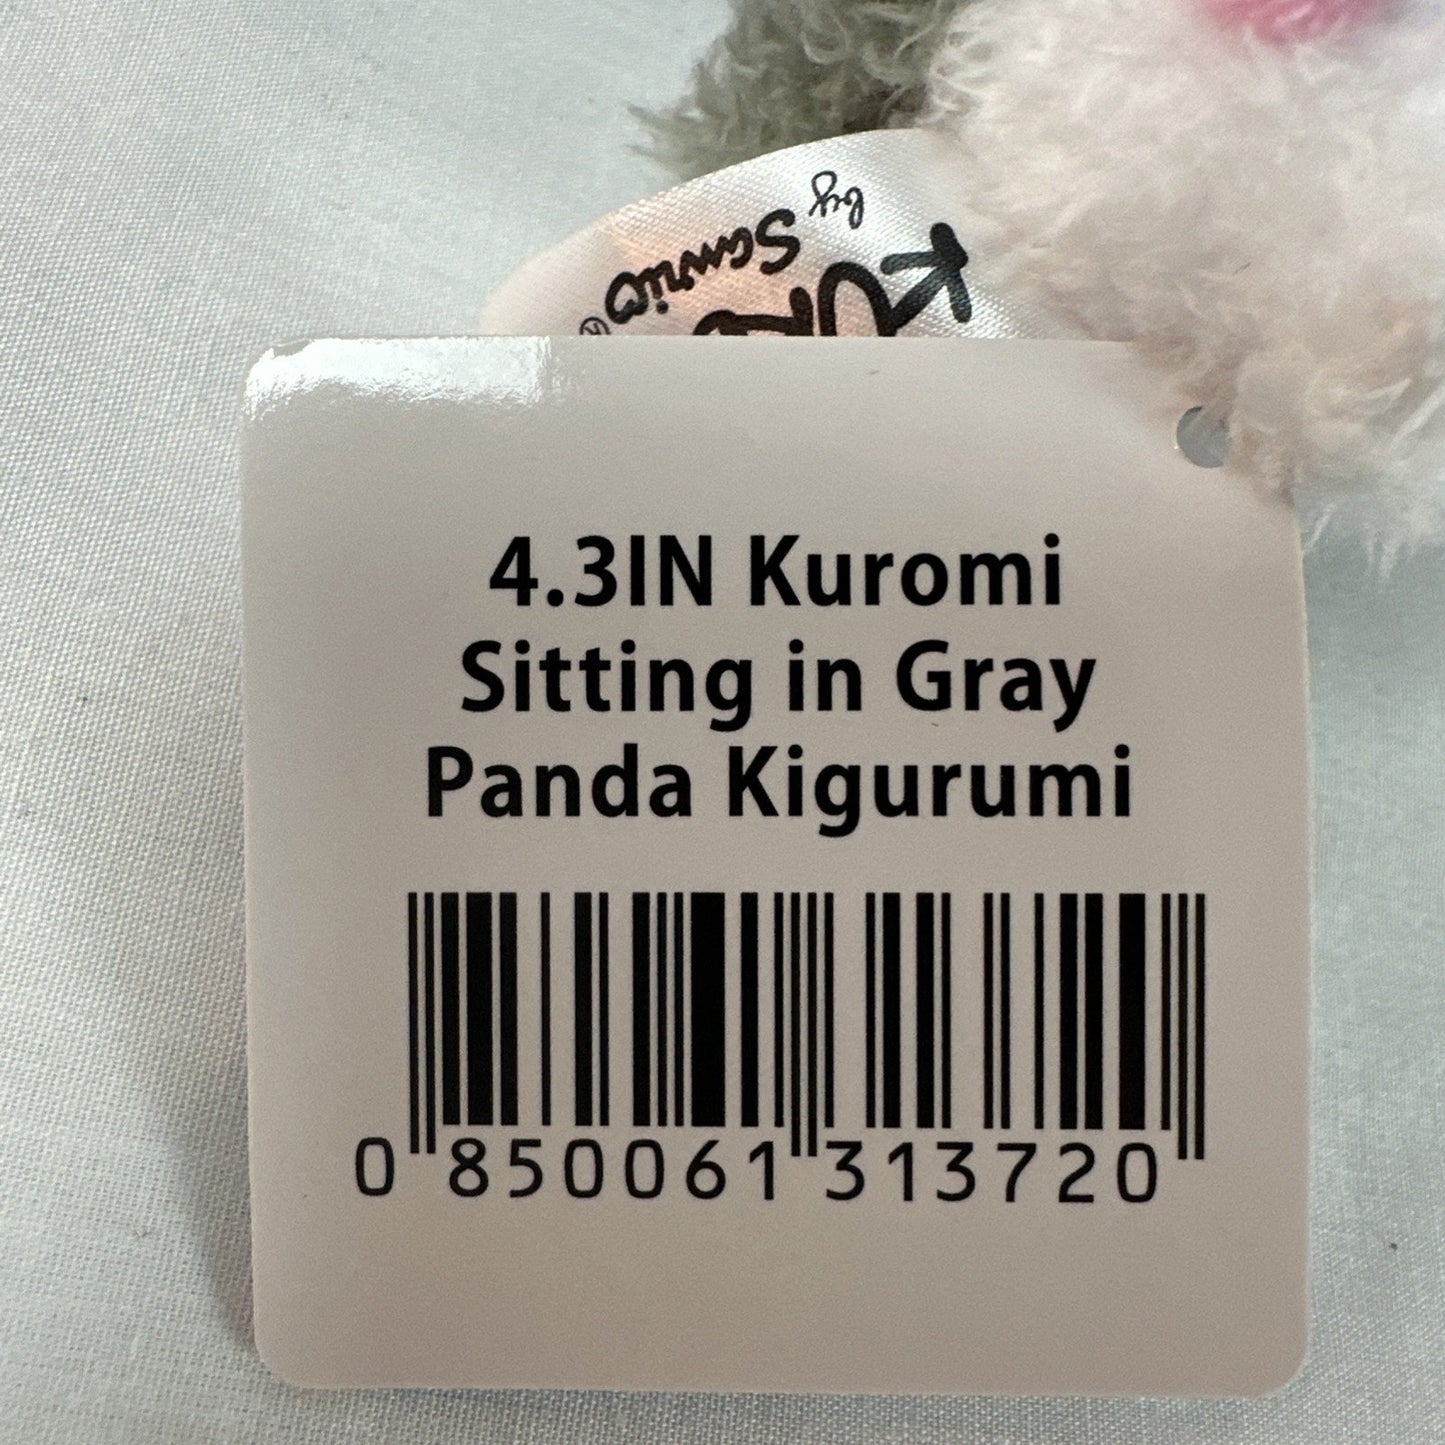 by Sanrio®
4.3IN Kuromi
Sitting in Gray
Panda Kigurumi
0 850061 313720